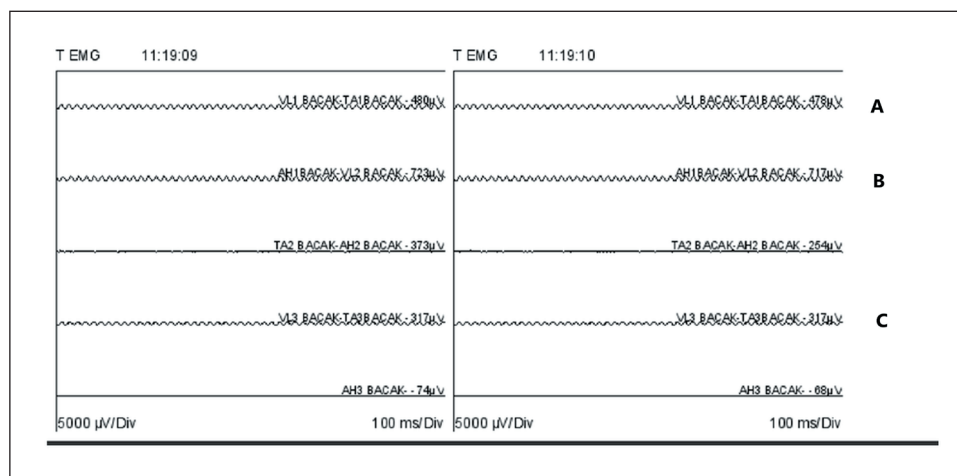 T EMG 11:19:09
VL1 BACAK-TA1BACAK - 480µV
AH1BACAK-VL2 BACAK - 723µV
TA2 BACAK-AH2 BACAK - 373µV
VL3 BACAK-TA3BACAK - 317µV
AH3 BACAK- - 74µV
5000 µV/Div 100 ms/Div
T EMG 11:19:10
VL1 BACAK-TA1BACAK - 478µV
AH1BACAK-VL2 BACAK - 717µV
TA2 BACAK-AH2 BACAK - 254µV
VL3 BACAK-TA3BACAK - 317µV
AH3 BACAK- - 68µV
5000 µV/Div 100 ms/Div
A
B
C